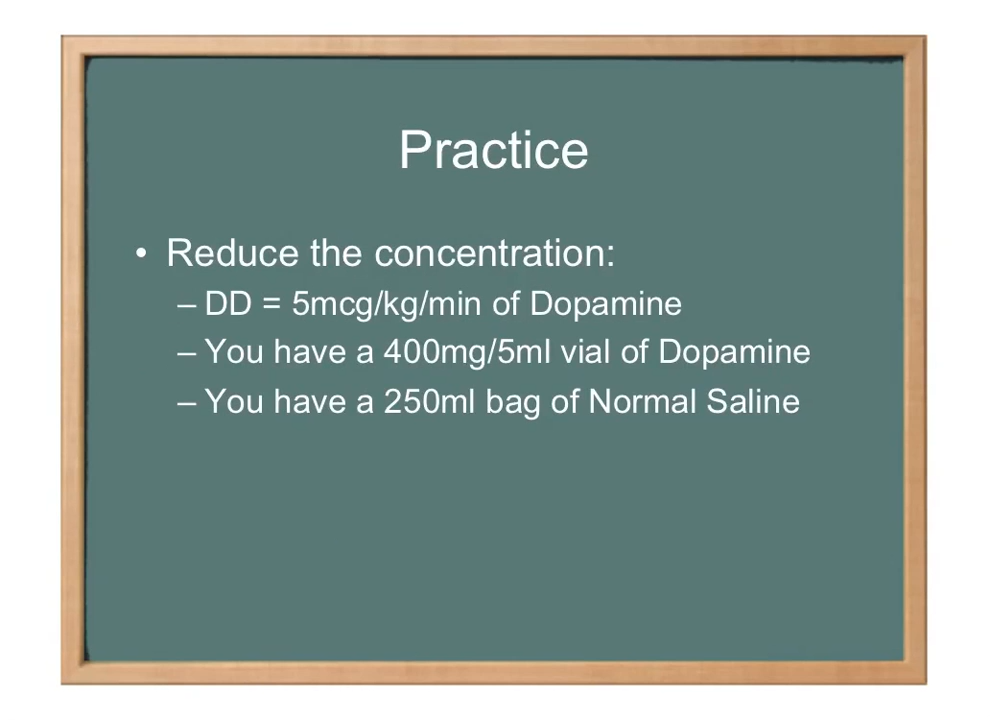 Practice
• Reduce the concentration:
– DD = 5mcg/kg/min of Dopamine
– You have a 400mg/5ml vial of Dopamine
– You have a 250ml bag of Normal Saline